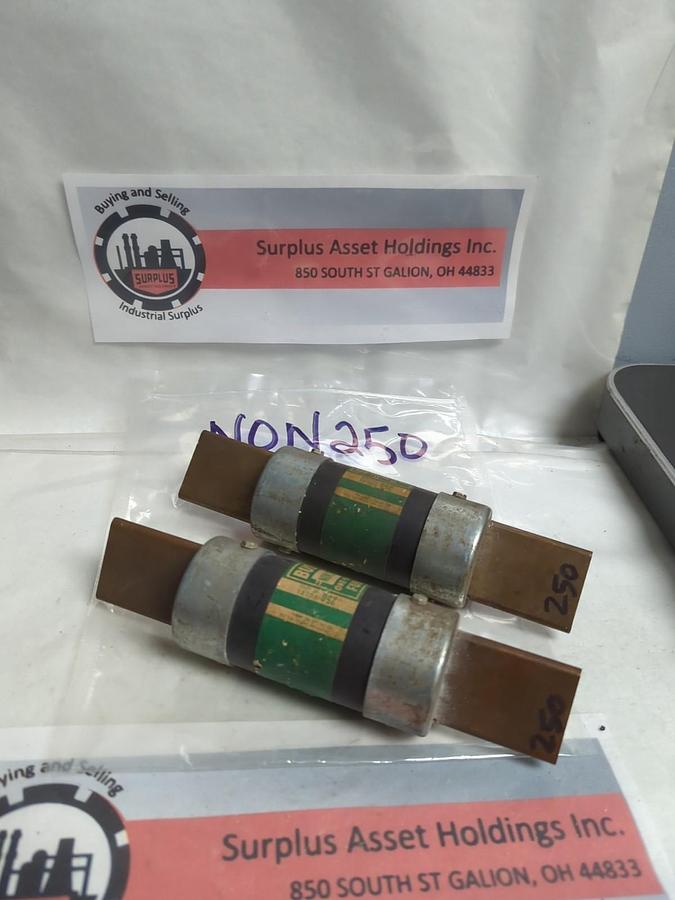 Buying and Selling
SURPLUS
Industrial Surplus
Surplus Asset Holdings Inc.
850 SOUTH ST GALION, OH 44833
NON250
250
250
Buying and Selling
Surplus Asset Holdings Inc.
850 SOUTH ST GALION, OH 44833